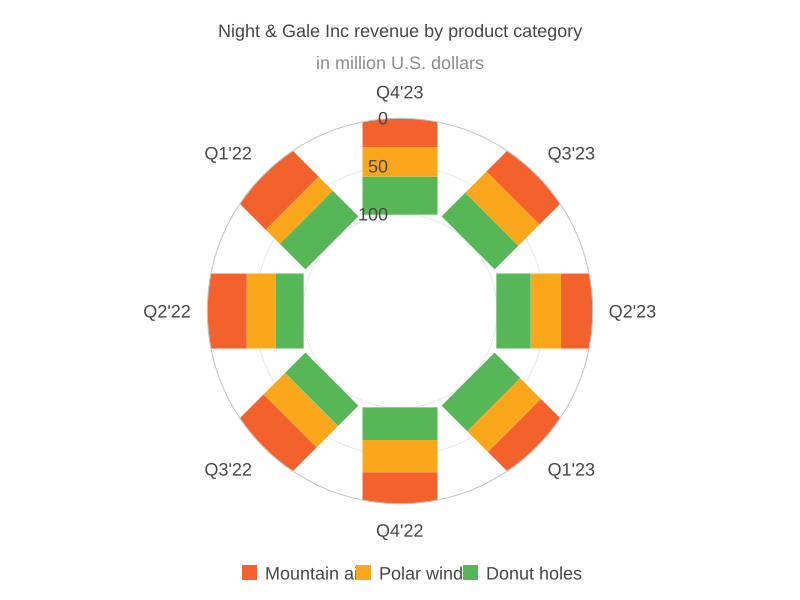 Night & Gale Inc revenue by product category
in million U.S. dollars
Q4'23
0
Q1'22
Q3'23
50
100
Q2'22
Q2'23
Q3'22
Q1'23
Q4'22
Mountain ai Polar wind Donut holes